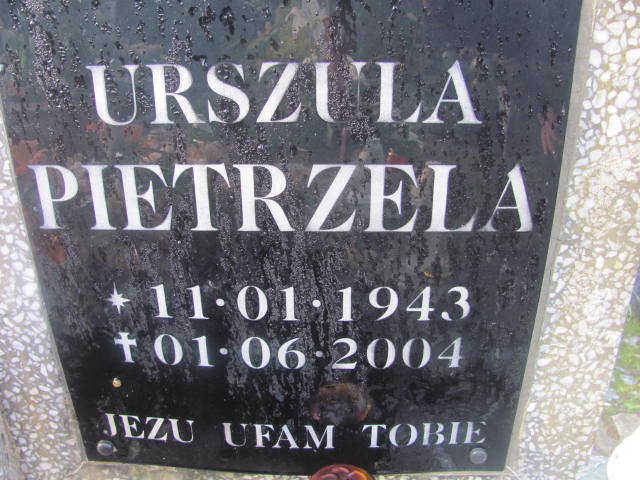 URSZULA
PIETRZELA
* 11·01·1943
† 01·06·2004
JEZU UFAM TOBIE